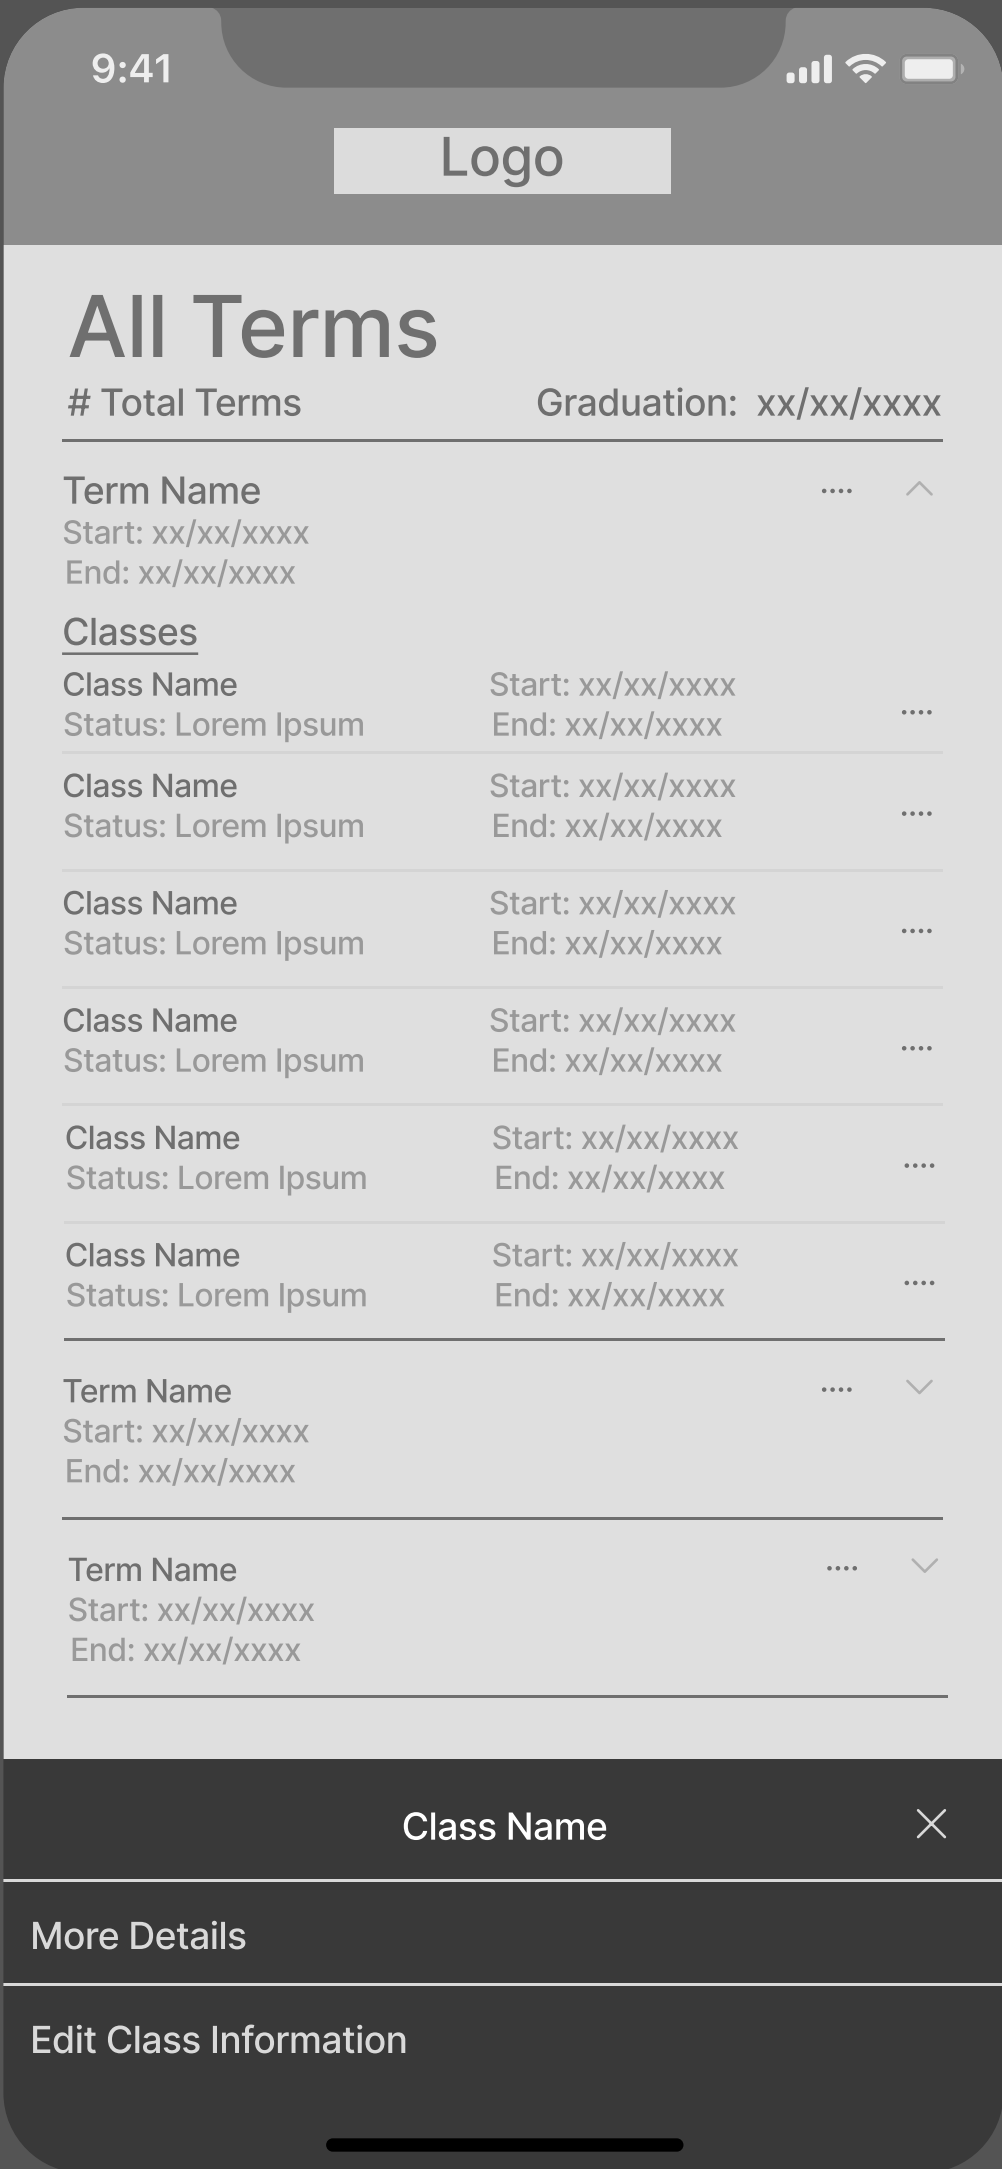 9:41
Logo
All Terms
# Total Terms Graduation: xx/xx/xxxx
Term Name
Start: xx/xx/xxxx
End: xx/xx/xxxx
Classes
Class Name Start: xx/xx/xxxx
Status: Lorem Ipsum End: xx/xx/xxxx
Class Name Start: xx/xx/xxxx
Status: Lorem Ipsum End: xx/xx/xxxx
Class Name Start: xx/xx/xxxx
Status: Lorem Ipsum End: xx/xx/xxxx
Class Name Start: xx/xx/xxxx
Status: Lorem Ipsum End: xx/xx/xxxx
Class Name Start: xx/xx/xxxx
Status: Lorem Ipsum End: xx/xx/xxxx
Class Name Start: xx/xx/xxxx
Status: Lorem Ipsum End: xx/xx/xxxx
Term Name
Start: xx/xx/xxxx
End: xx/xx/xxxx
Term Name
Start: xx/xx/xxxx
End: xx/xx/xxxx
Class Name
More Details
Edit Class Information